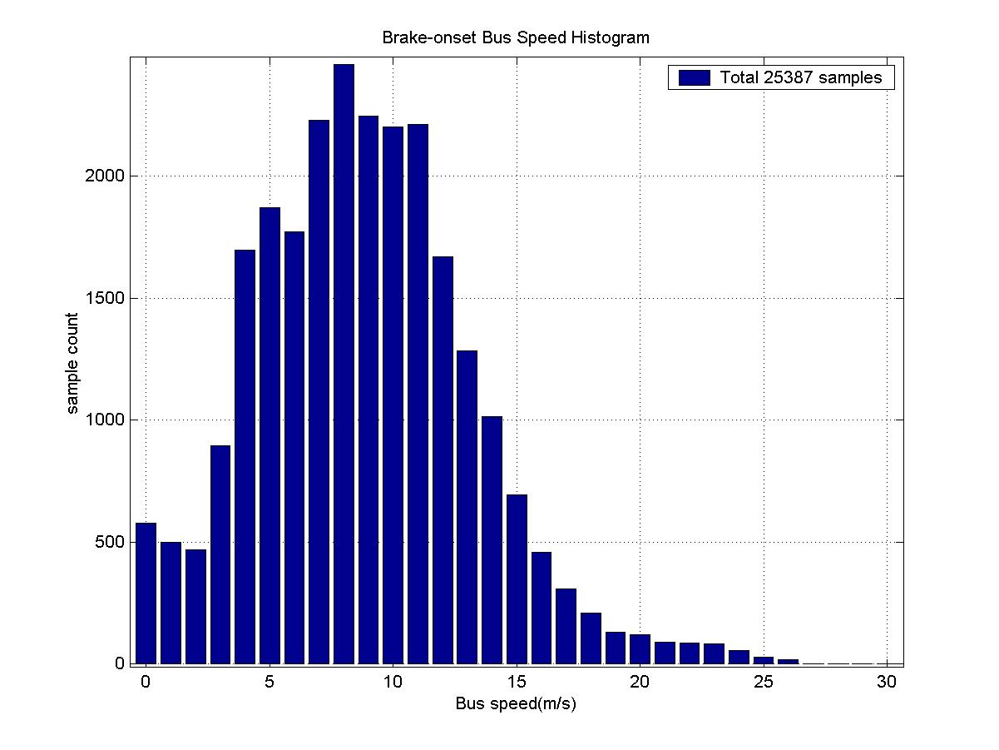 Brake-onset Bus Speed Histogram
Total 25387 samples
2000
1500
1000
500
0
sample count
0 5 10 15 20 25 30
Bus speed(m/s)